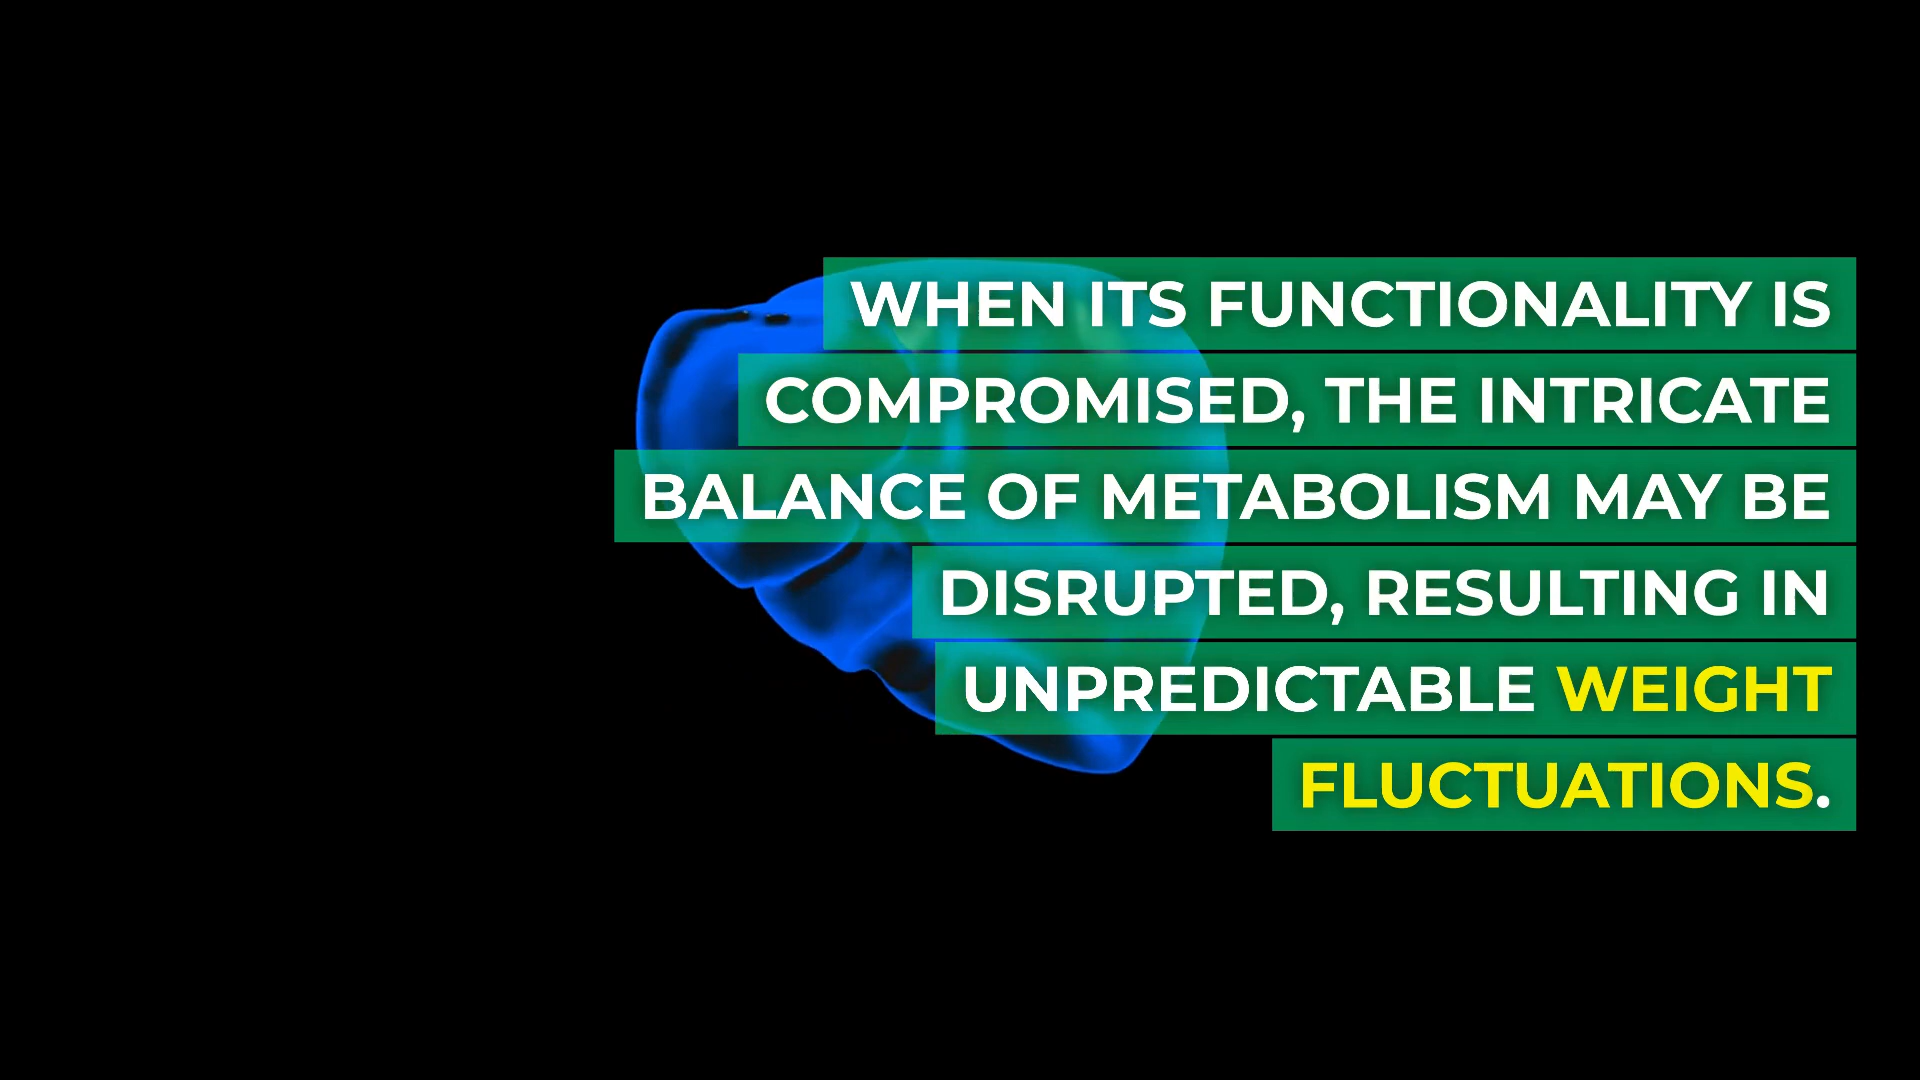 WHEN ITS FUNCTIONALITY IS
COMPROMISED, THE INTRICATE
BALANCE OF METABOLISM MAY BE
DISRUPTED, RESULTING IN
UNPREDICTABLE WEIGHT
FLUCTUATIONS.